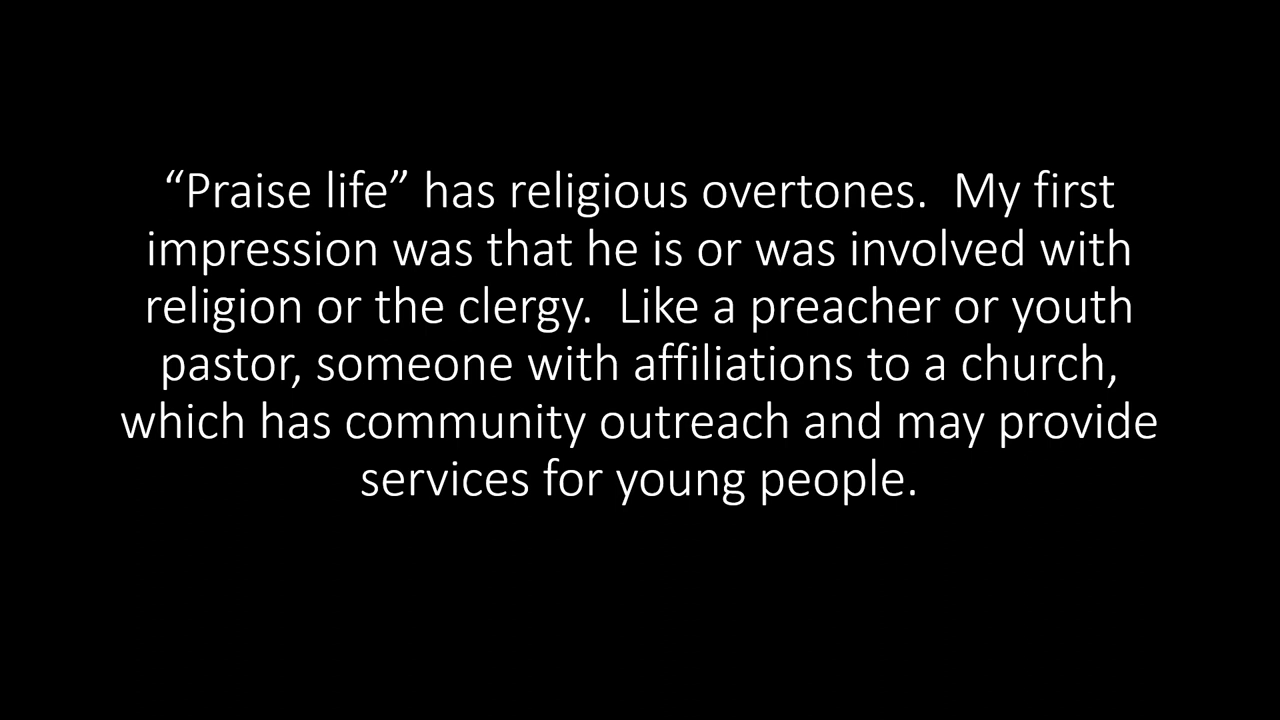 “Praise life” has religious overtones.  My first
impression was that he is or was involved with
religion or the clergy.  Like a preacher or youth
pastor, someone with affiliations to a church,
which has community outreach and may provide
services for young people.